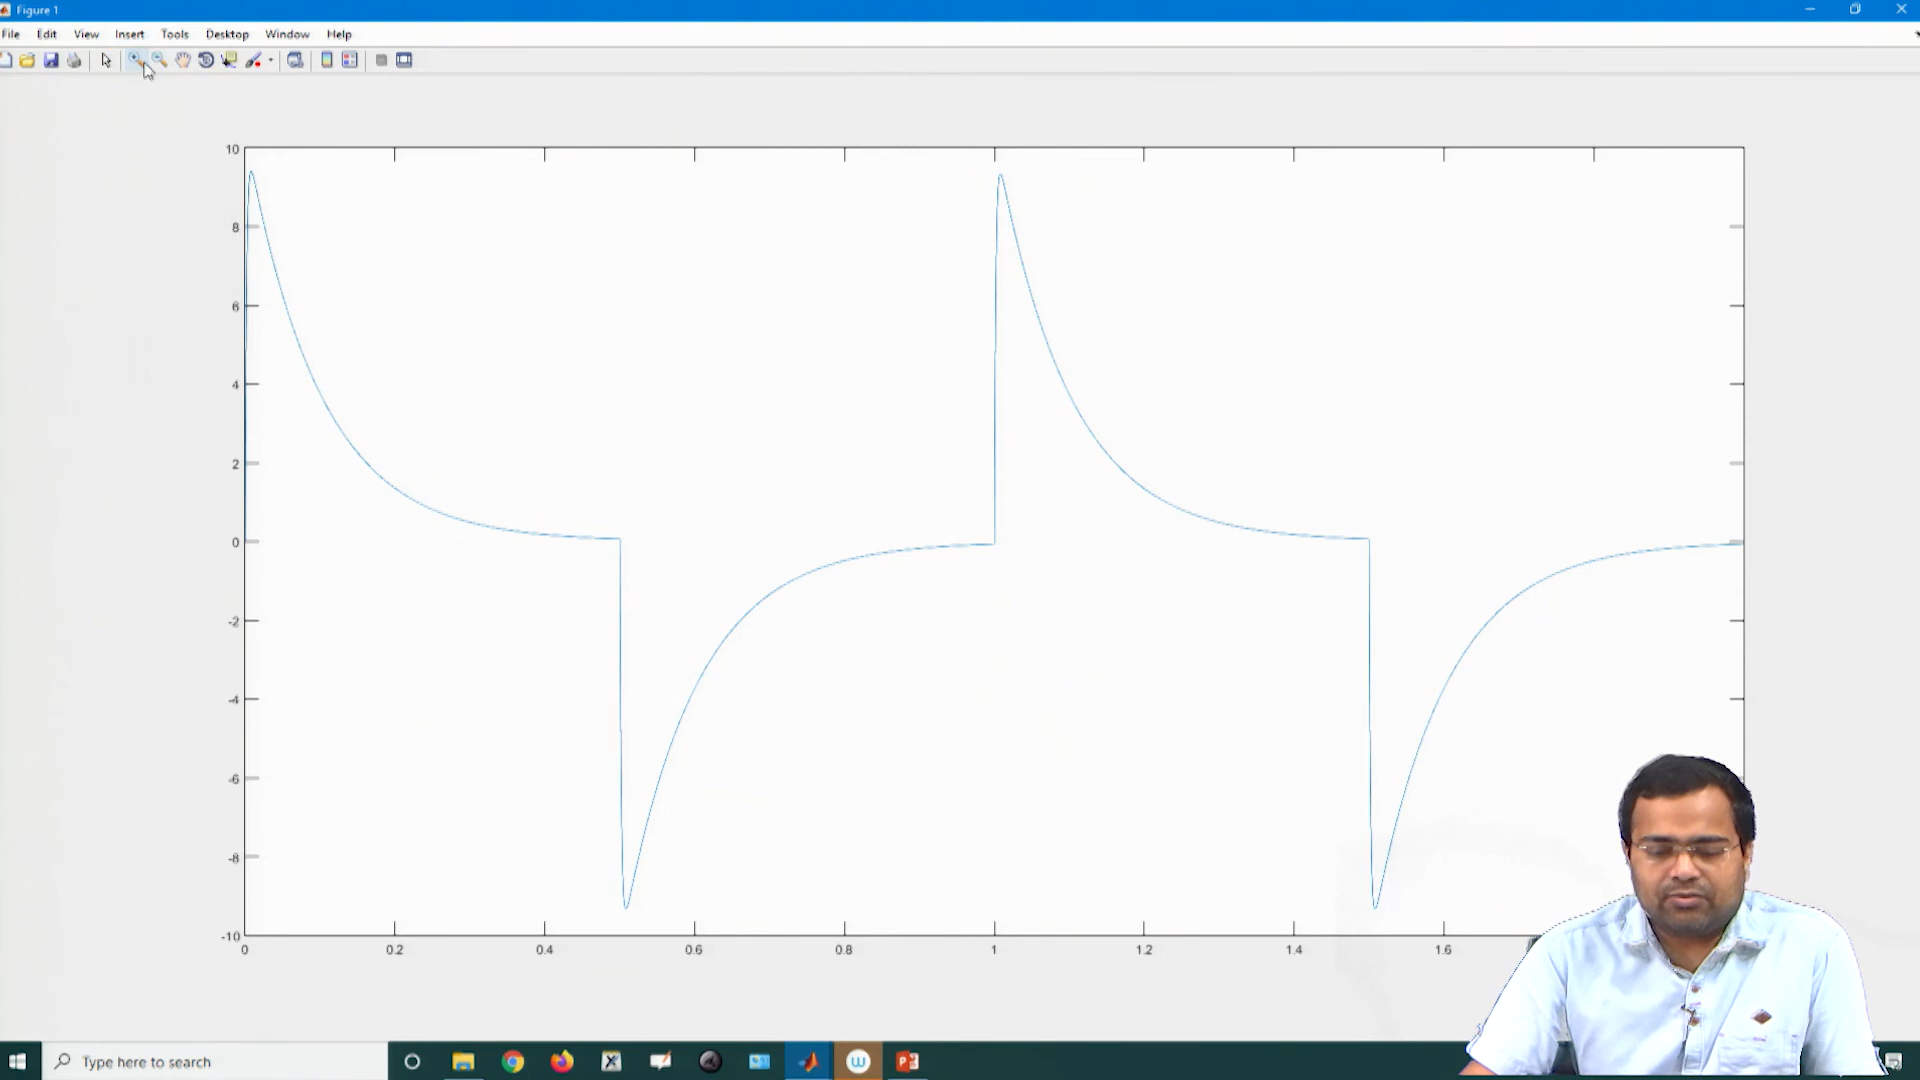 Figure 1
File Edit View Insert Tools Desktop Window Help
10
8
6
4
2
0
-2
-4
-6
-8
-10
0 0.2 0.4 0.6 0.8 1 1.2 1.4 1.6
Type here to search